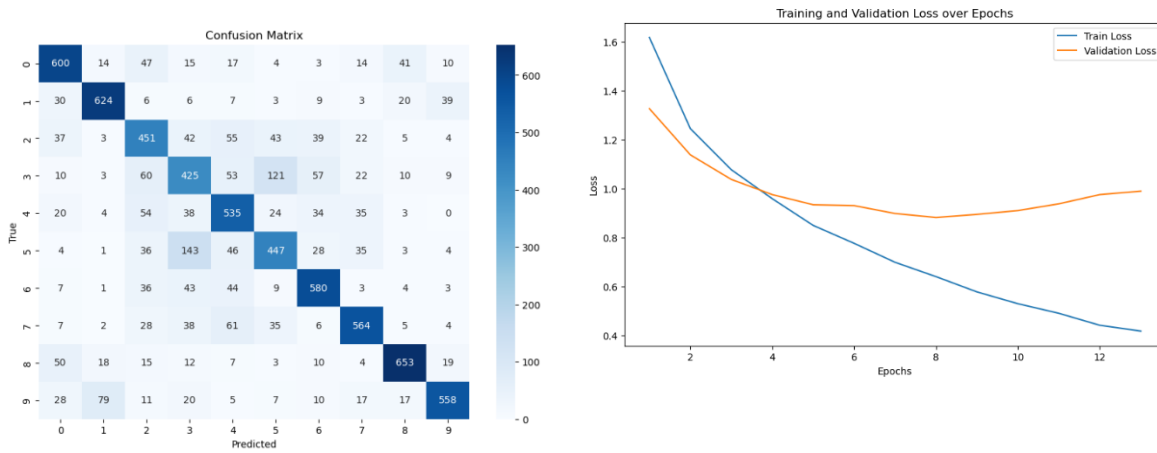 Confusion Matrix
0 600 14 47 15 17 4 3 14 41 10
1 30 624 6 6 7 3 9 3 20 39
2 37 3 451 42 55 43 39 22 5 4
3 10 3 60 425 53 121 57 22 10 9
4 20 4 54 38 535 24 34 35 3 0
5 4 1 36 143 46 447 28 35 3 4
6 7 1 36 43 44 9 580 3 4 3
7 7 2 28 38 61 35 6 564 5 4
8 50 18 15 12 7 3 10 4 653 19
9 28 79 11 20 5 7 10 17 17 558
0 1 2 3 4 5 6 7 8 9
Predicted
True
600
500
400
300
200
100
0
Training and Validation Loss over Epochs
Train Loss
Validation Loss
1.6
1.4
1.2
1.0
0.8
0.6
0.4
Loss
2 4 6 8 10 12
Epochs